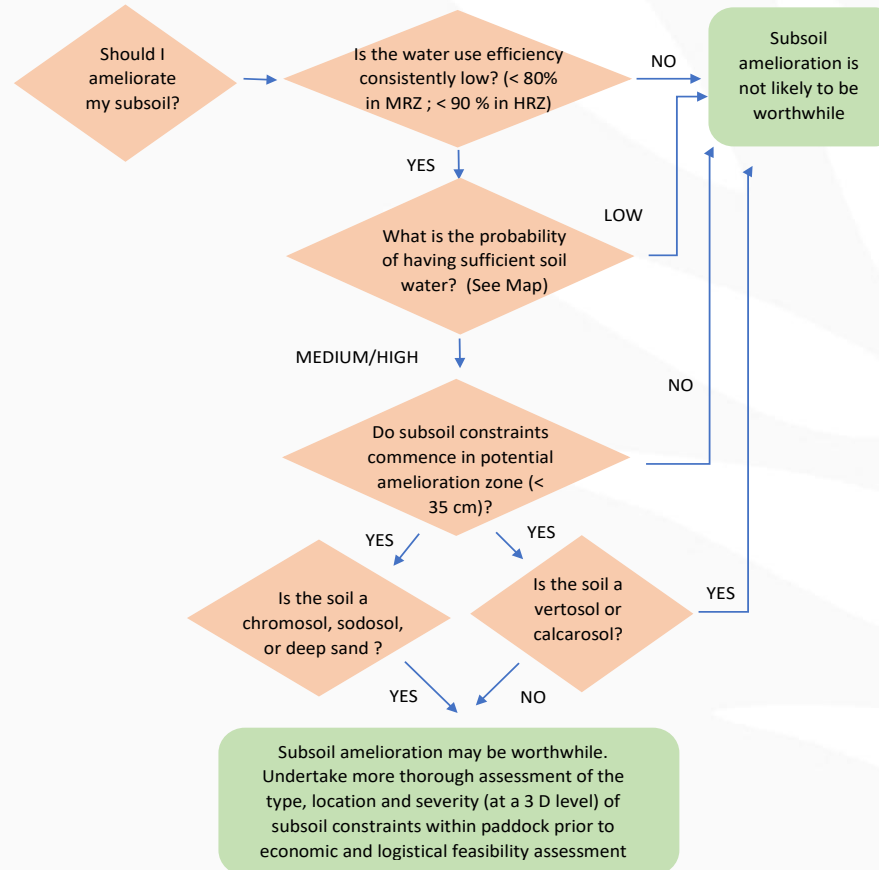 Should I
ameliorate
my subsoil?
Is the water use efficiency
consistently low? (< 80%
in MRZ ; < 90 % in HRZ)
NO
Subsoil
amelioration is
not likely to be
worthwhile
YES
LOW
What is the probability
of having sufficient soil
water?  (See Map)
MEDIUM/HIGH
NO
Do subsoil constraints
commence in potential
amelioration zone (<
35 cm)?
YES
YES
Is the soil a
chromosol, sodosol,
or deep sand ?
Is the soil a
vertosol or
calcarosol?
YES
YES
NO
Subsoil amelioration may be worthwhile.
Undertake more thorough assessment of the
type, location and severity (at a 3 D level) of
subsoil constraints within paddock prior to
economic and logistical feasibility assessment